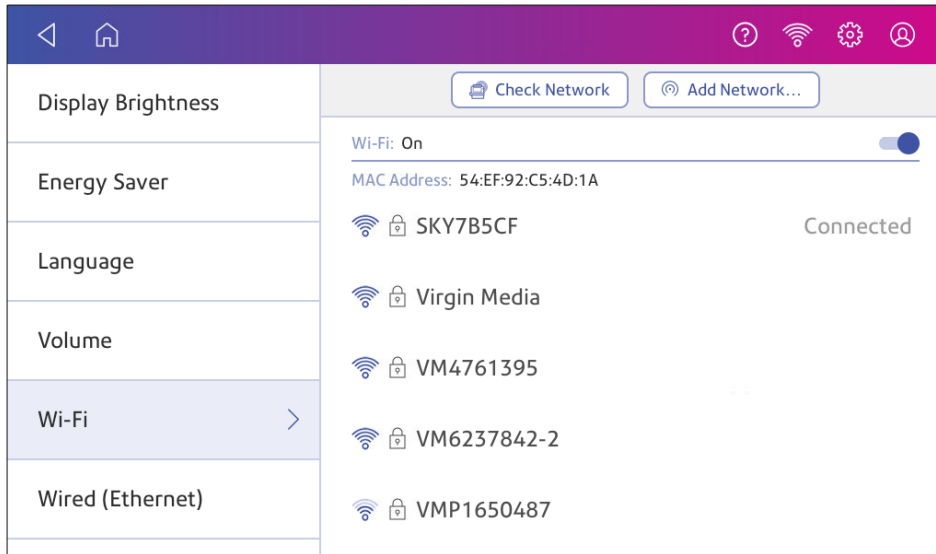 Check Network
Add Network...
Display Brightness
Energy Saver
Language
Volume
Wi-Fi
Wired (Ethernet)
Wi-Fi: On
MAC Address: 54:EF:92:C5:4D:1A
SKY7B5CF Connected
Virgin Media
VM4761395
VM6237842-2
VMP1650487